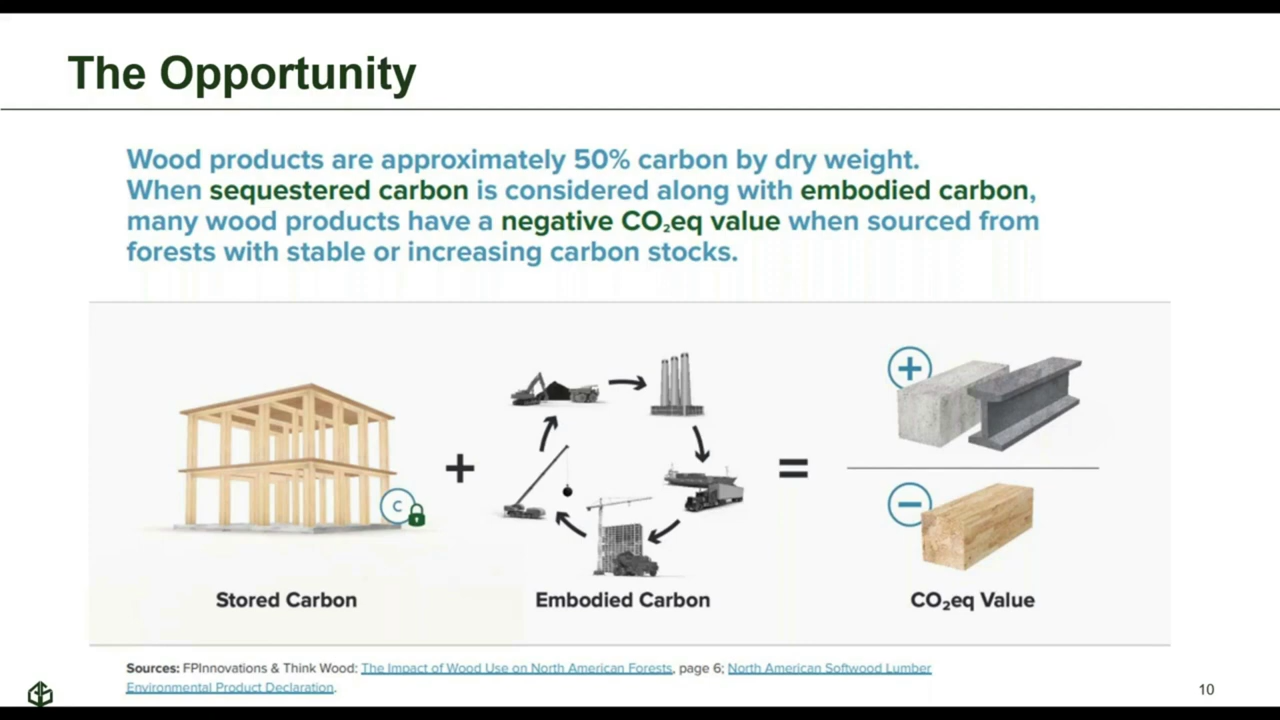 The Opportunity
Wood products are approximately 50% carbon by dry weight.
When sequestered carbon is considered along with embodied carbon,
many wood products have a negative CO₂eq value when sourced from
forests with stable or increasing carbon stocks.
C
+
=
+
−
Stored Carbon
Embodied Carbon
CO₂eq Value
Sources: FPInnovations & Think Wood: The Impact of Wood Use on North American Forests, page 6; North American Softwood Lumber
Environmental Product Declaration.
10